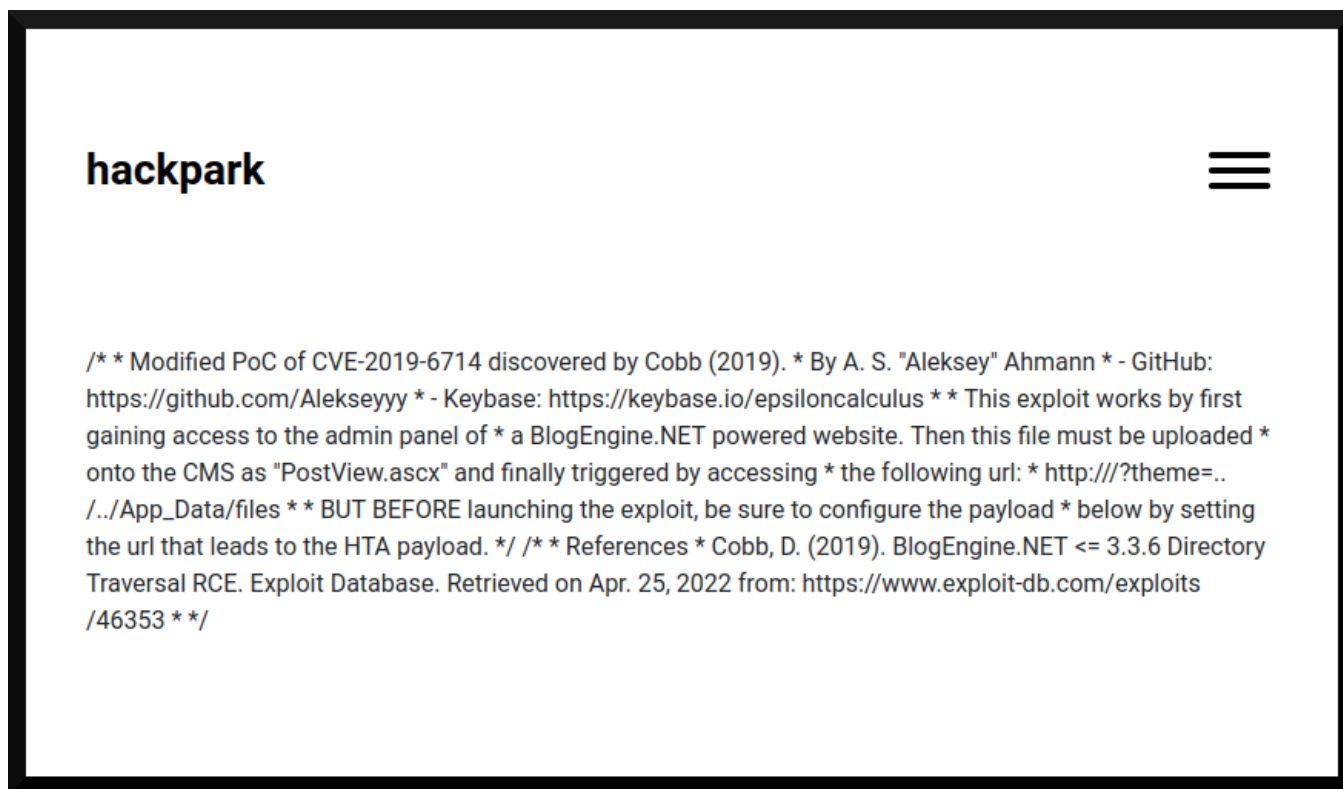 hackpark
/* * Modified PoC of CVE-2019-6714 discovered by Cobb (2019). * By A. S. "Aleksey" Ahmann * - GitHub:
https://github.com/Alekseyyy * - Keybase: https://keybase.io/epsiloncalculus * * This exploit works by first
gaining access to the admin panel of * a BlogEngine.NET powered website. Then this file must be uploaded *
onto the CMS as "PostView.ascx" and finally triggered by accessing * the following url: * http:///?theme=..
/../App_Data/files * * BUT BEFORE launching the exploit, be sure to configure the payload * below by setting
the url that leads to the HTA payload. */ /* * References * Cobb, D. (2019). BlogEngine.NET <= 3.3.6 Directory
Traversal RCE. Exploit Database. Retrieved on Apr. 25, 2022 from: https://www.exploit-db.com/exploits
/46353 * */